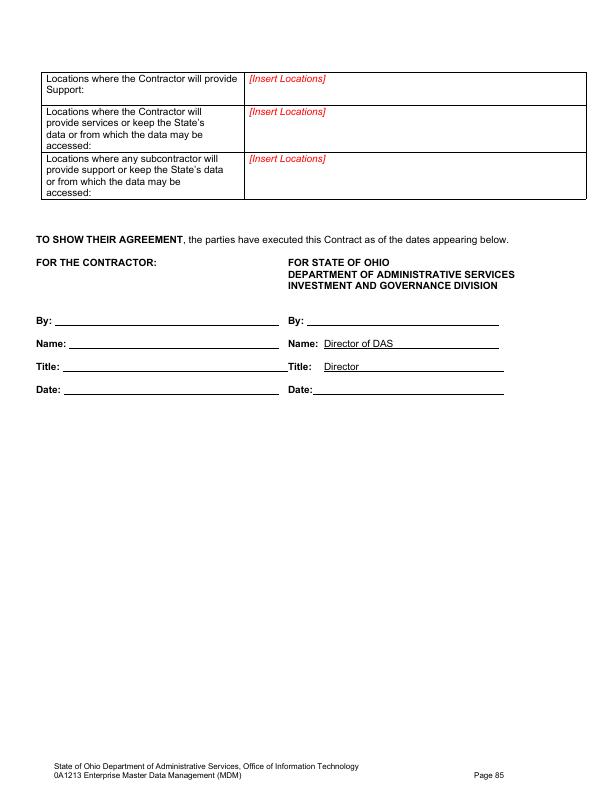 Locations where the Contractor will provide
Support:
[Insert Locations]
Locations where the Contractor will
provide services or keep the State's
data or from which the data may be
accessed:
[Insert Locations]
Locations where any subcontractor will
provide support or keep the State's data
or from which the data may be
accessed:
[Insert Locations]
TO SHOW THEIR AGREEMENT, the parties have executed this Contract as of the dates appearing below.
FOR THE CONTRACTOR:
FOR STATE OF OHIO
DEPARTMENT OF ADMINISTRATIVE SERVICES
INVESTMENT AND GOVERNANCE DIVISION
By:
By:
Name:
Name: Director of DAS
Title:
Title: Director
Date:
Date:
State of Ohio Department of Administrative Services, Office of Information Technology
0A1213 Enterprise Master Data Management (MDM)
Page 85